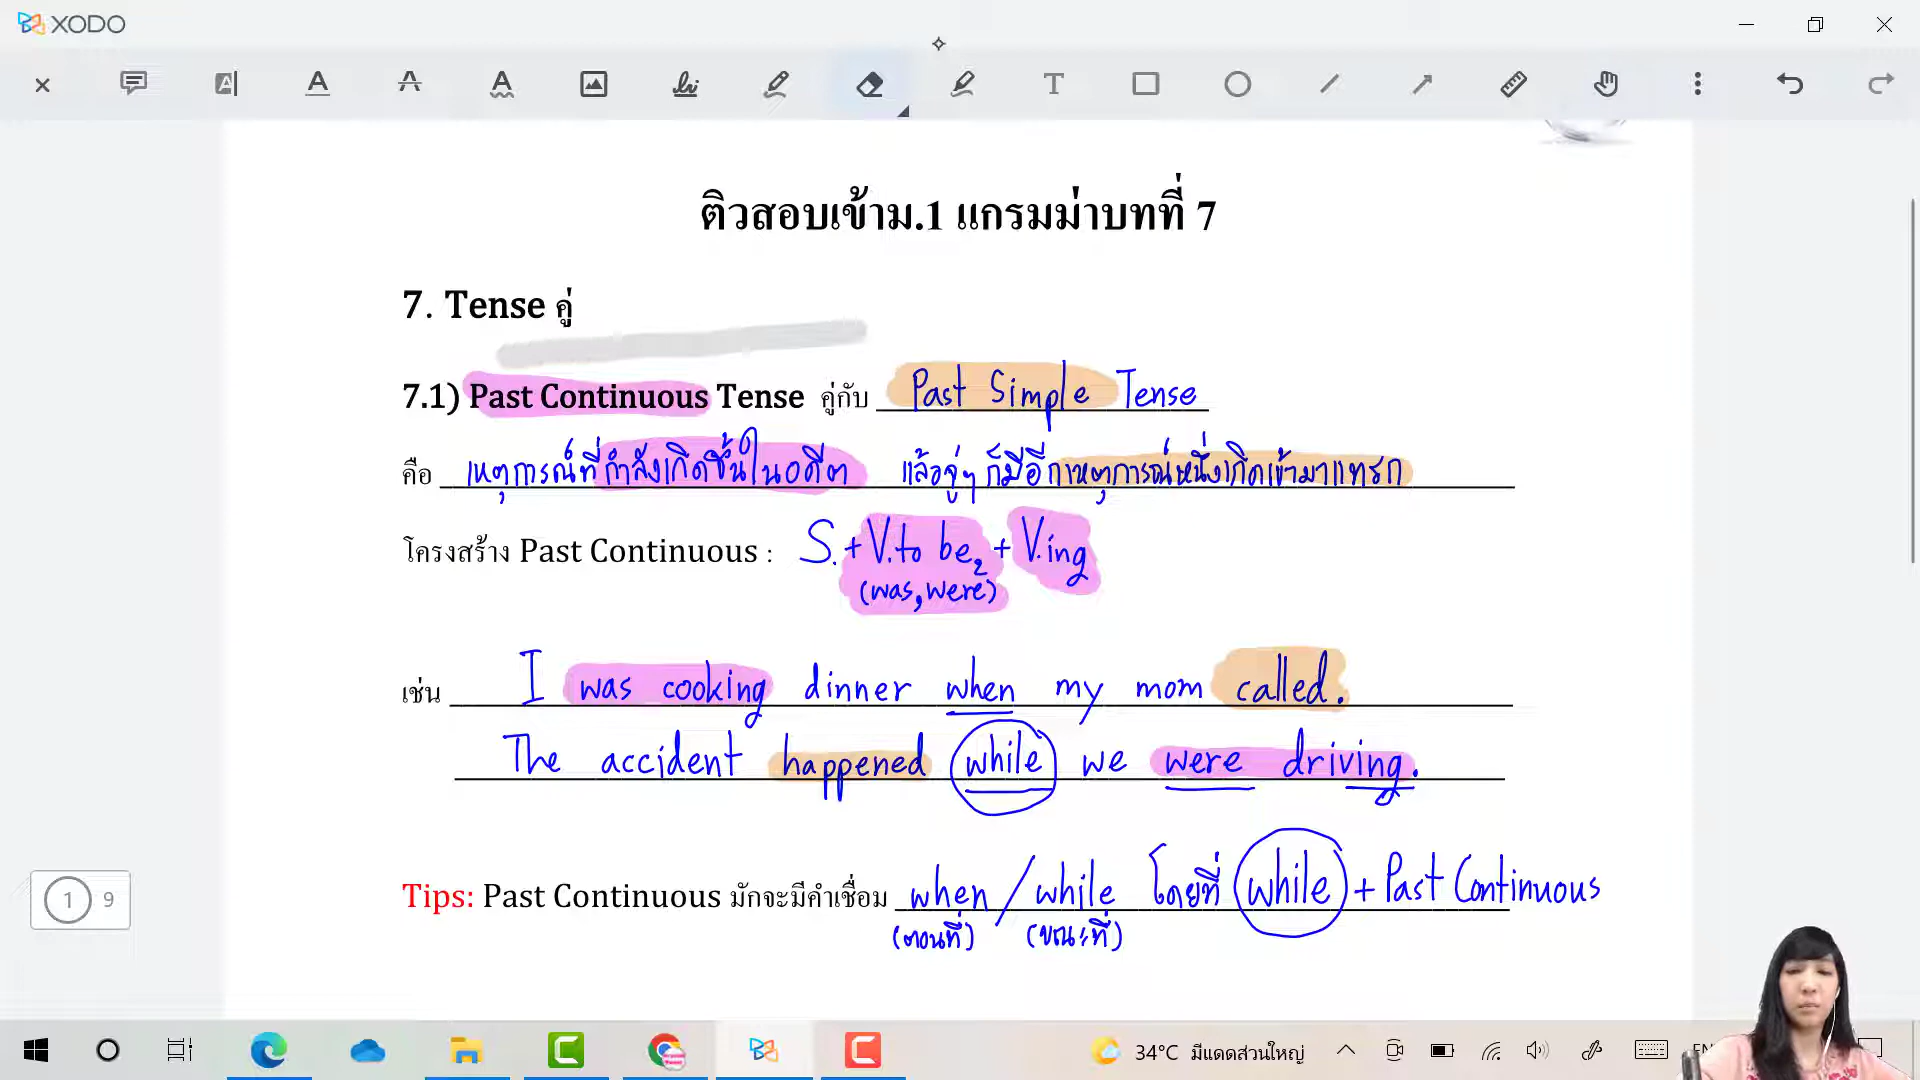 XODO
ติวสอบเข้าม.1 แกรมม่าบทที่ 7
7. Tense คู่
7.1) Past Continuous Tense คู่กับ Past Simple Tense
คือ เหตุการณ์ที่กำลังเกิดขึ้นในอดีต แล้วจู่ๆ ก็มีอีกเหตุการณ์หนึ่งเกิดเข้ามาแทรก
โครงสร้าง Past Continuous : S. + V.to be₂ + V.ing
(was, were)
เช่น I was cooking dinner when my mom called.
The accident happened while we were driving.
Tips: Past Continuous มักจะมีคำเชื่อม when / while โดยที่ while + Past Continuous
(ตอนที่) (ขณะที่)
1 9
34°C มีแดดส่วนใหญ่